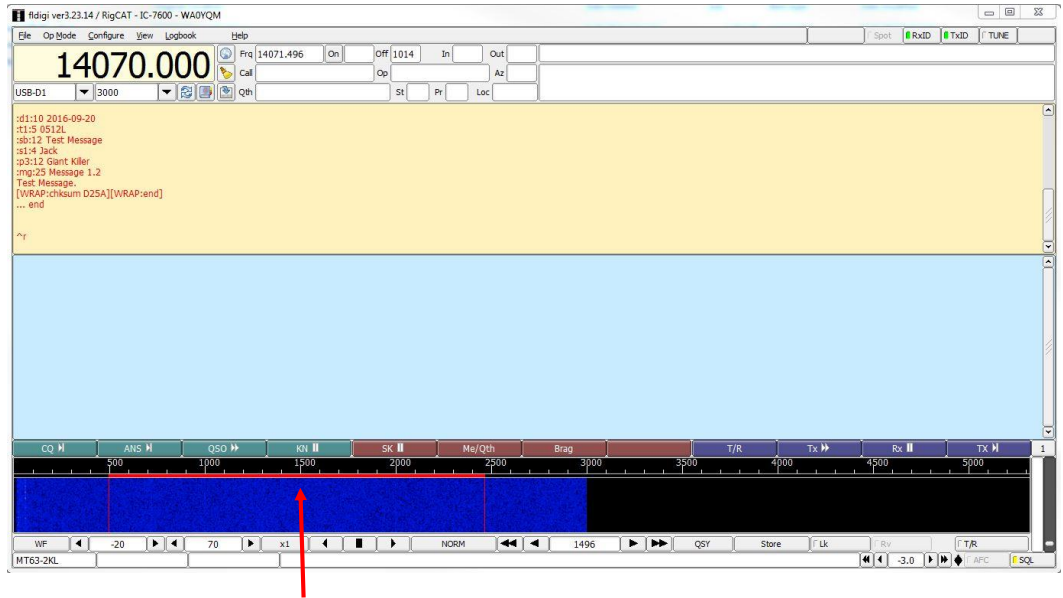 fldigi ver3.23.14 / RigCAT - IC-7600 - WA0YQM
File Op Mode Configure View Logbook Help Spot RxID TxID TUNE
14070.000 Frq 14071.496 On Off 1014 In Out
Call Op Az
USB-D1 3000 Qth St Pr Loc
:d1:10 2016-09-20
:t1:5 0512L
:sb:12 Test Message
:s1:4 Jack
:p3:12 Giant Killer
:mg:25 Message 1.2
Test Message.
[WRAP:chksum D25A][WRAP:end]
... end
^r
CQ ANS QSO KN SK Me/Qth Brag T/R Tx Rx TX 1
500 1000 1500 2000 2500 3000 3500 4000 4500 5000
WF -20 70 x1 NORM 1496 QSY Store Lk Rv T/R
MT63-2KL -3.0 AFC SQL